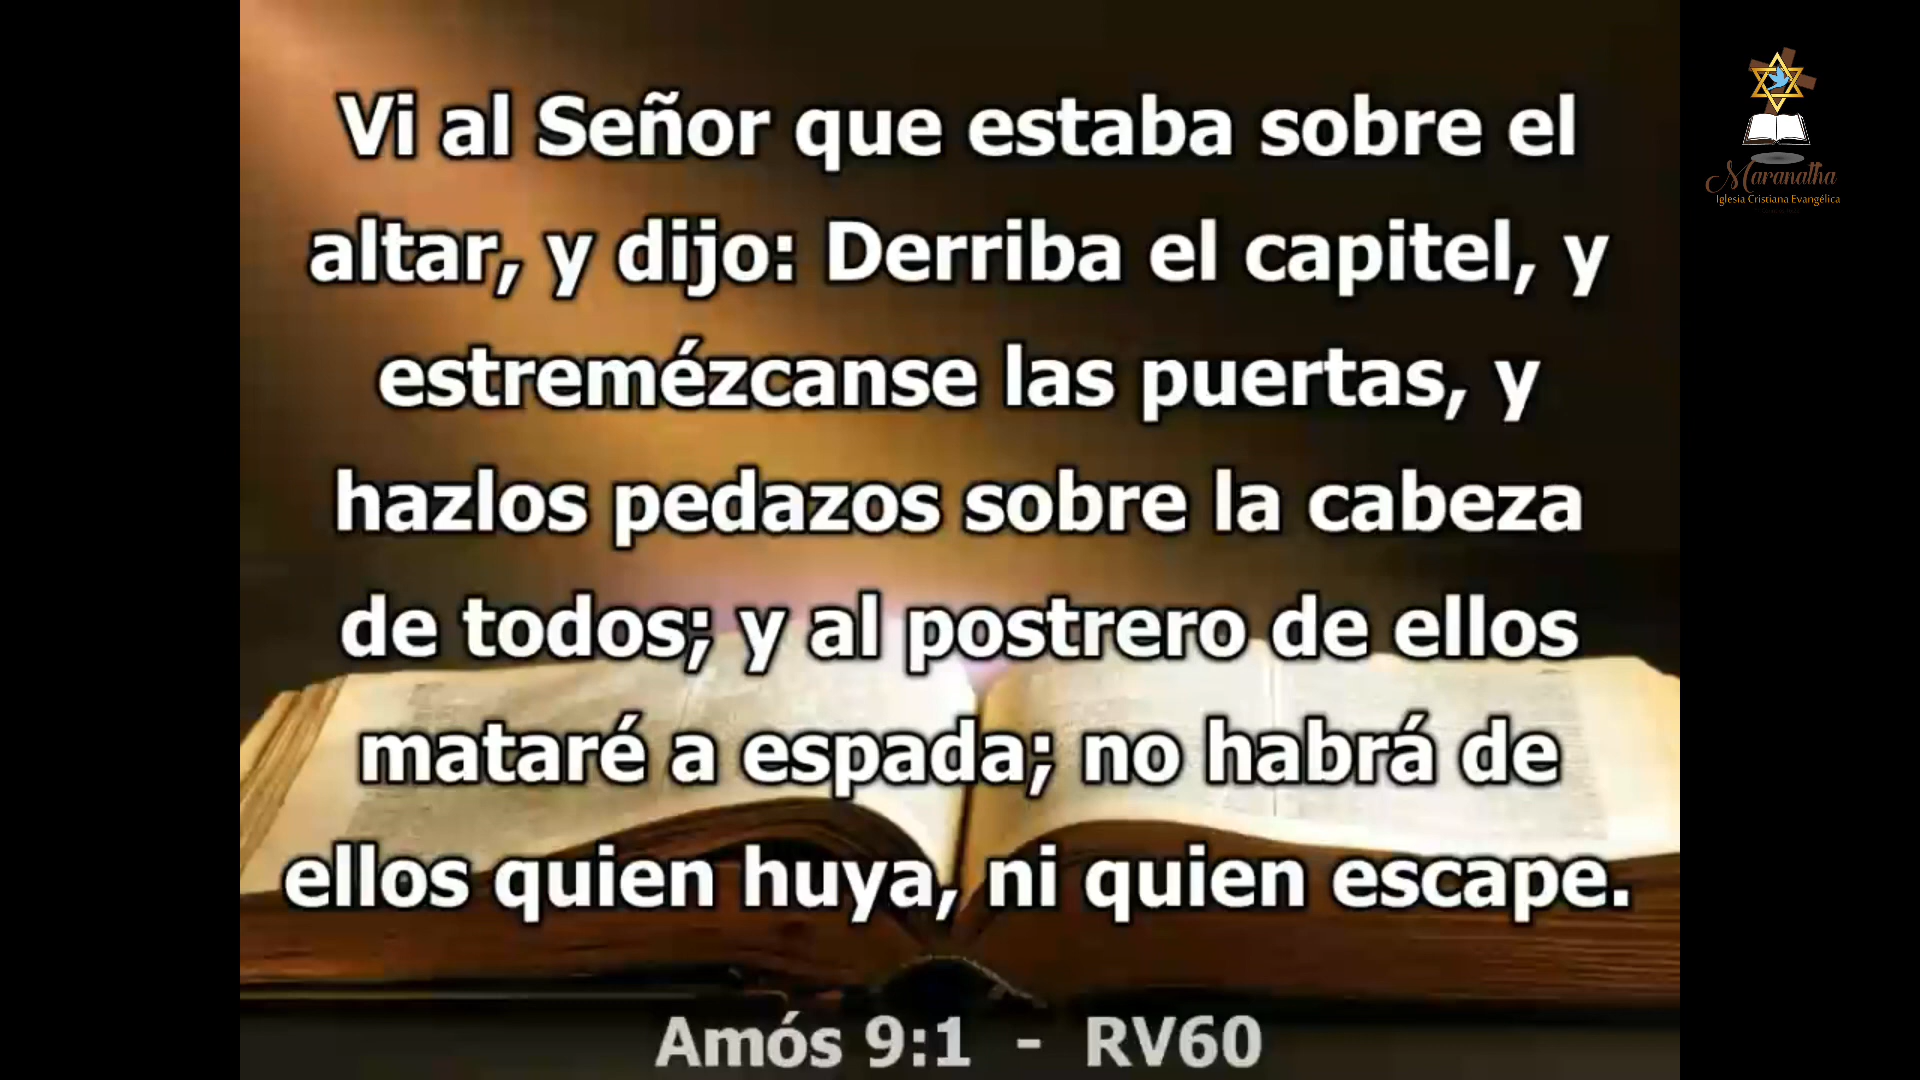 Vi al Señor que estaba sobre el
altar, y dijo: Derriba el capitel, y
estremézcanse las puertas, y
hazlos pedazos sobre la cabeza
de todos; y al postrero de ellos
mataré a espada; no habrá de
ellos quien huya, ni quien escape.
Amós 9:1 - RV60
Maranatha
Iglesia Cristiana Evangélica